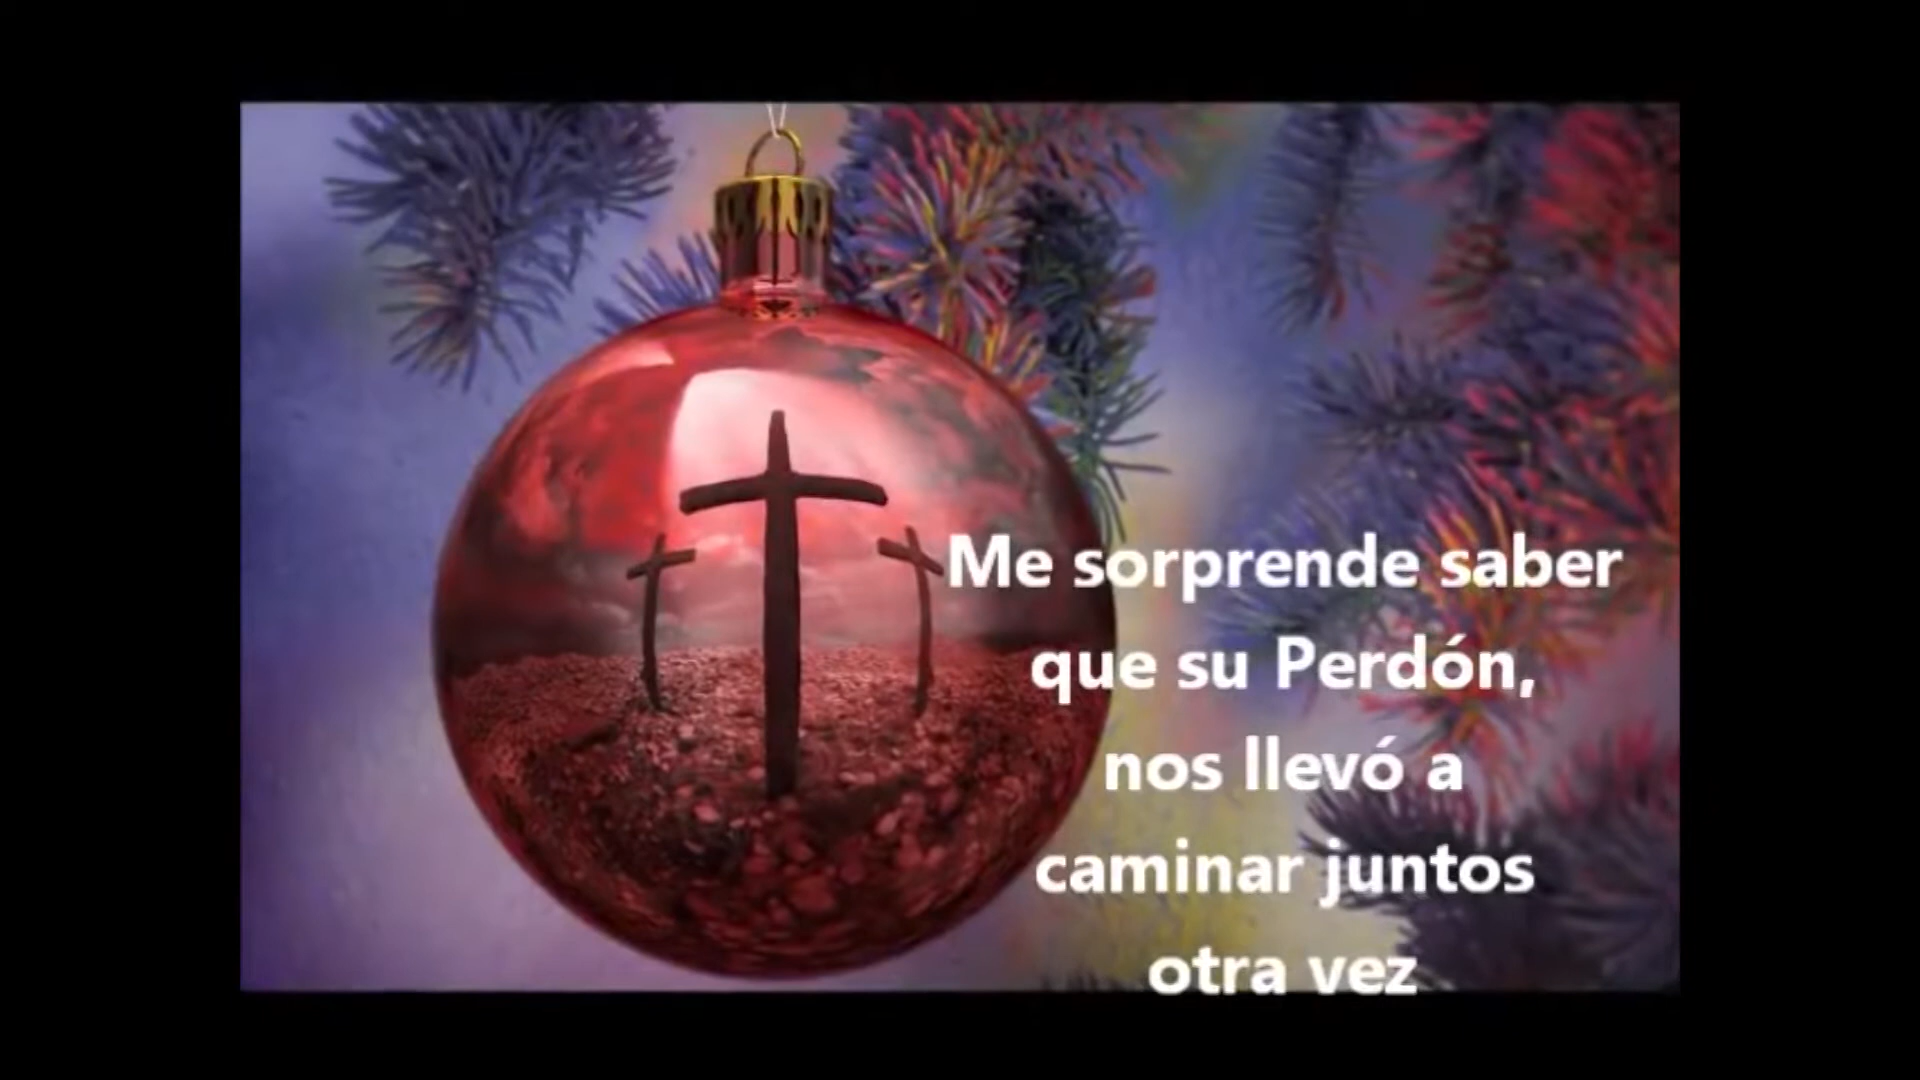 Me sorprende saber
que su Perdón,
nos llevó a
caminar juntos
otra vez